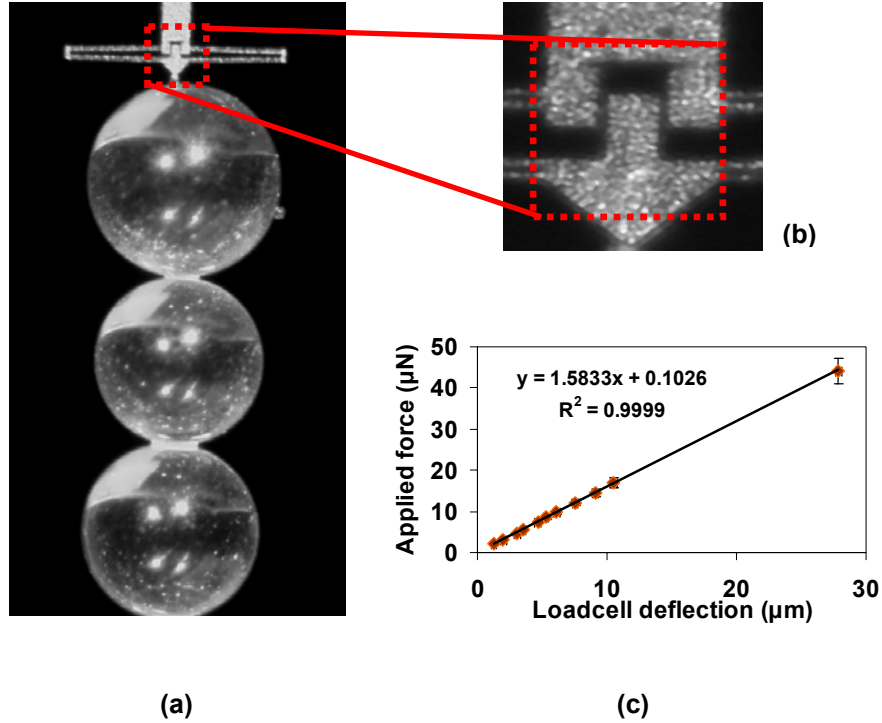 (b)
50
40
30
20
10
0
Applied force (µN)
y = 1.5833x + 0.1026
R² = 0.9999
0 10 20 30
Loadcell deflection (µm)
(a) (c)